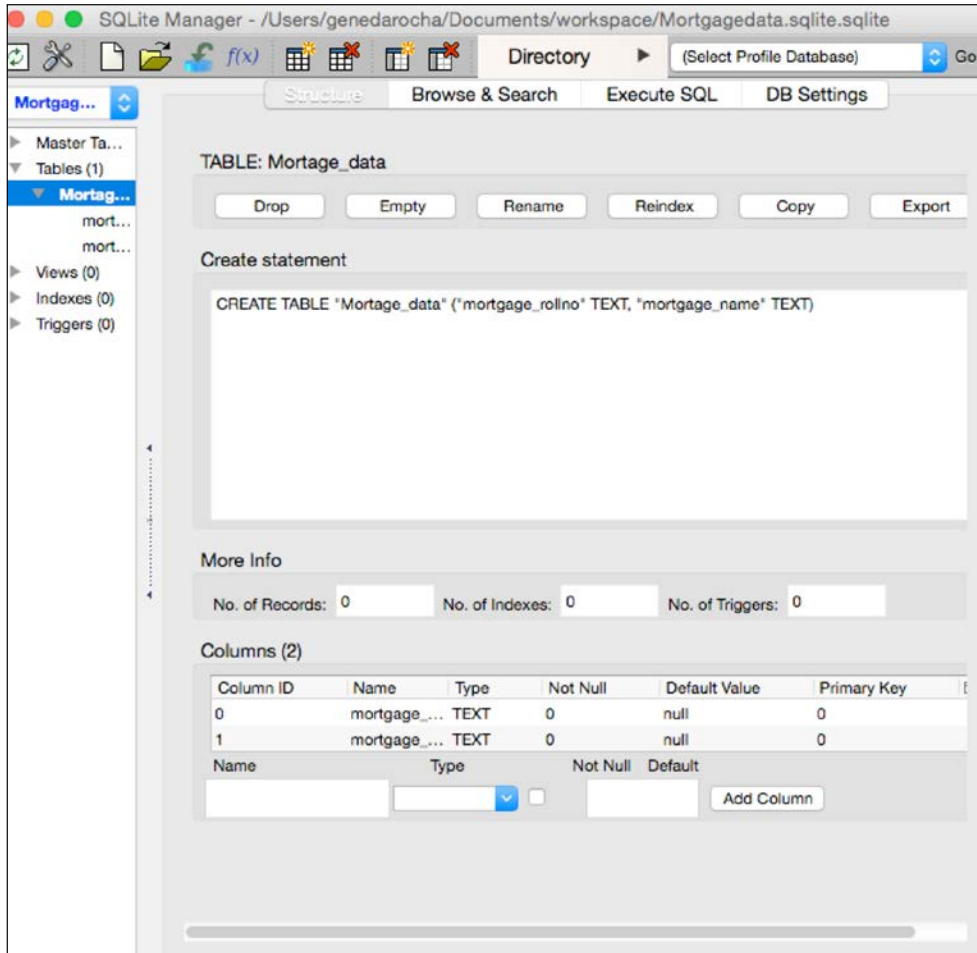 SQLite Manager - /Users/genedarocha/Documents/workspace/Mortgagedata.sqlite.sqlite
f(x) Directory (Select Profile Database) Go
Mortgag... Structure Browse & Search Execute SQL DB Settings
Master Ta...
Tables (1)
Mortag...
mort...
mort...
Views (0)
Indexes (0)
Triggers (0)
TABLE: Mortage_data
Drop Empty Rename Reindex Copy Export
Create statement
CREATE TABLE "Mortage_data" ("mortgage_rollno" TEXT, "mortgage_name" TEXT)
More Info
No. of Records: 0 No. of Indexes: 0 No. of Triggers: 0
Columns (2)
Column ID Name Type Not Null Default Value Primary Key
0 mortgage_... TEXT 0 null 0
1 mortgage_... TEXT 0 null 0
Name Type Not Null Default
Add Column